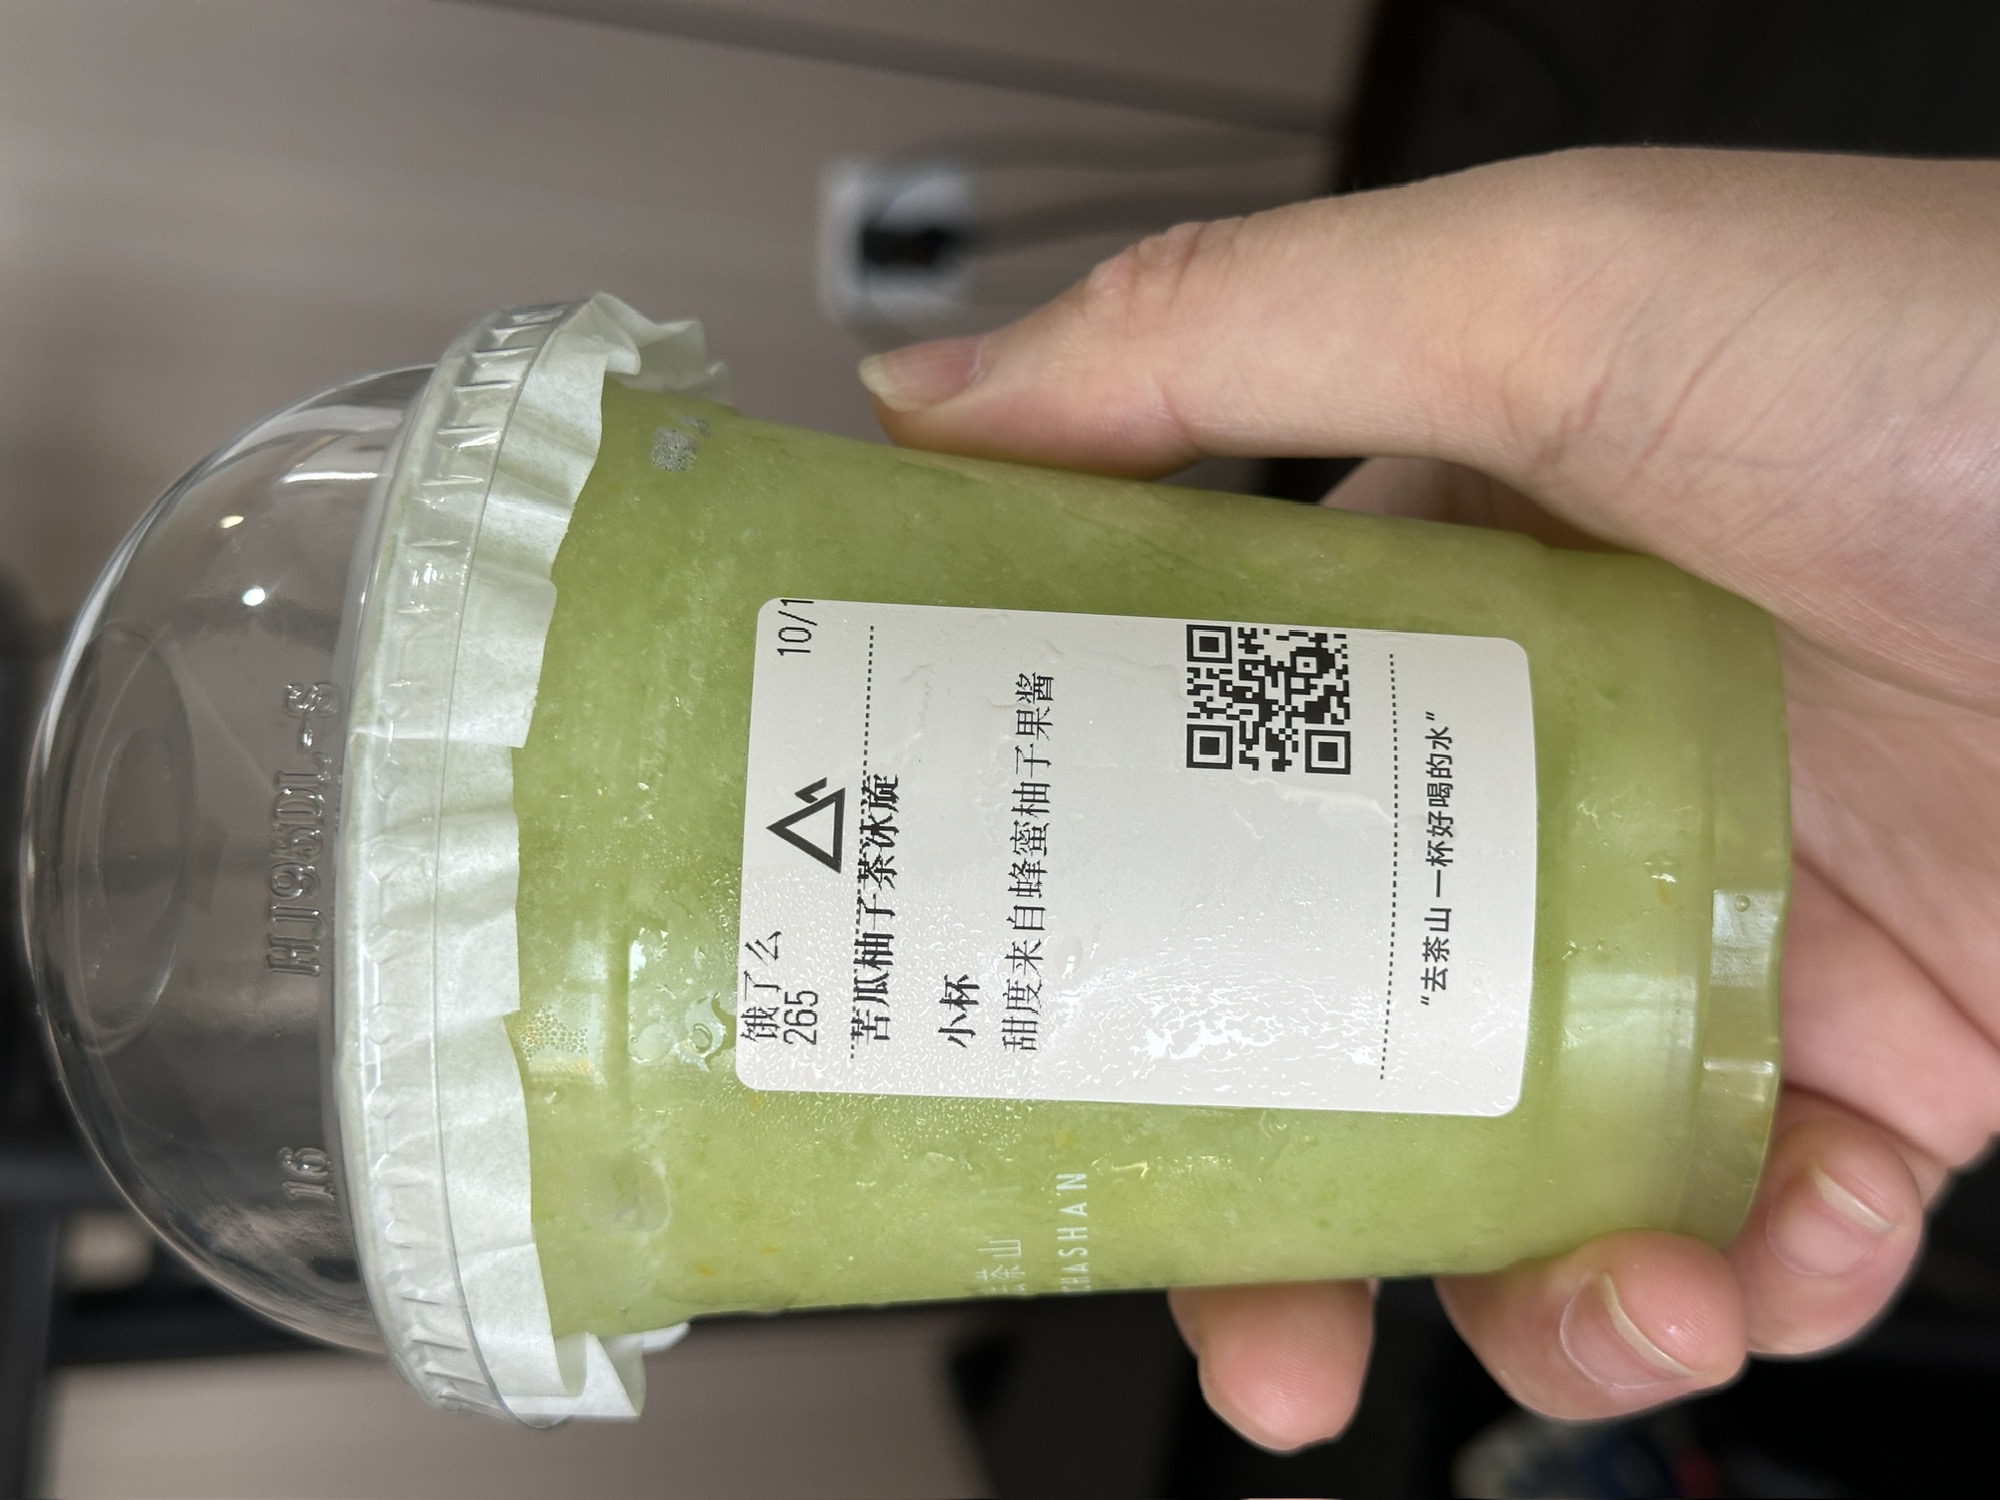 HJ195DL-S
16
饿了么
265
10/1
苦瓜柚子茶冰旋
小杯
甜度来自蜂蜜柚子果酱
“去茶山 一杯好喝的水”
去茶山
CHASHAN